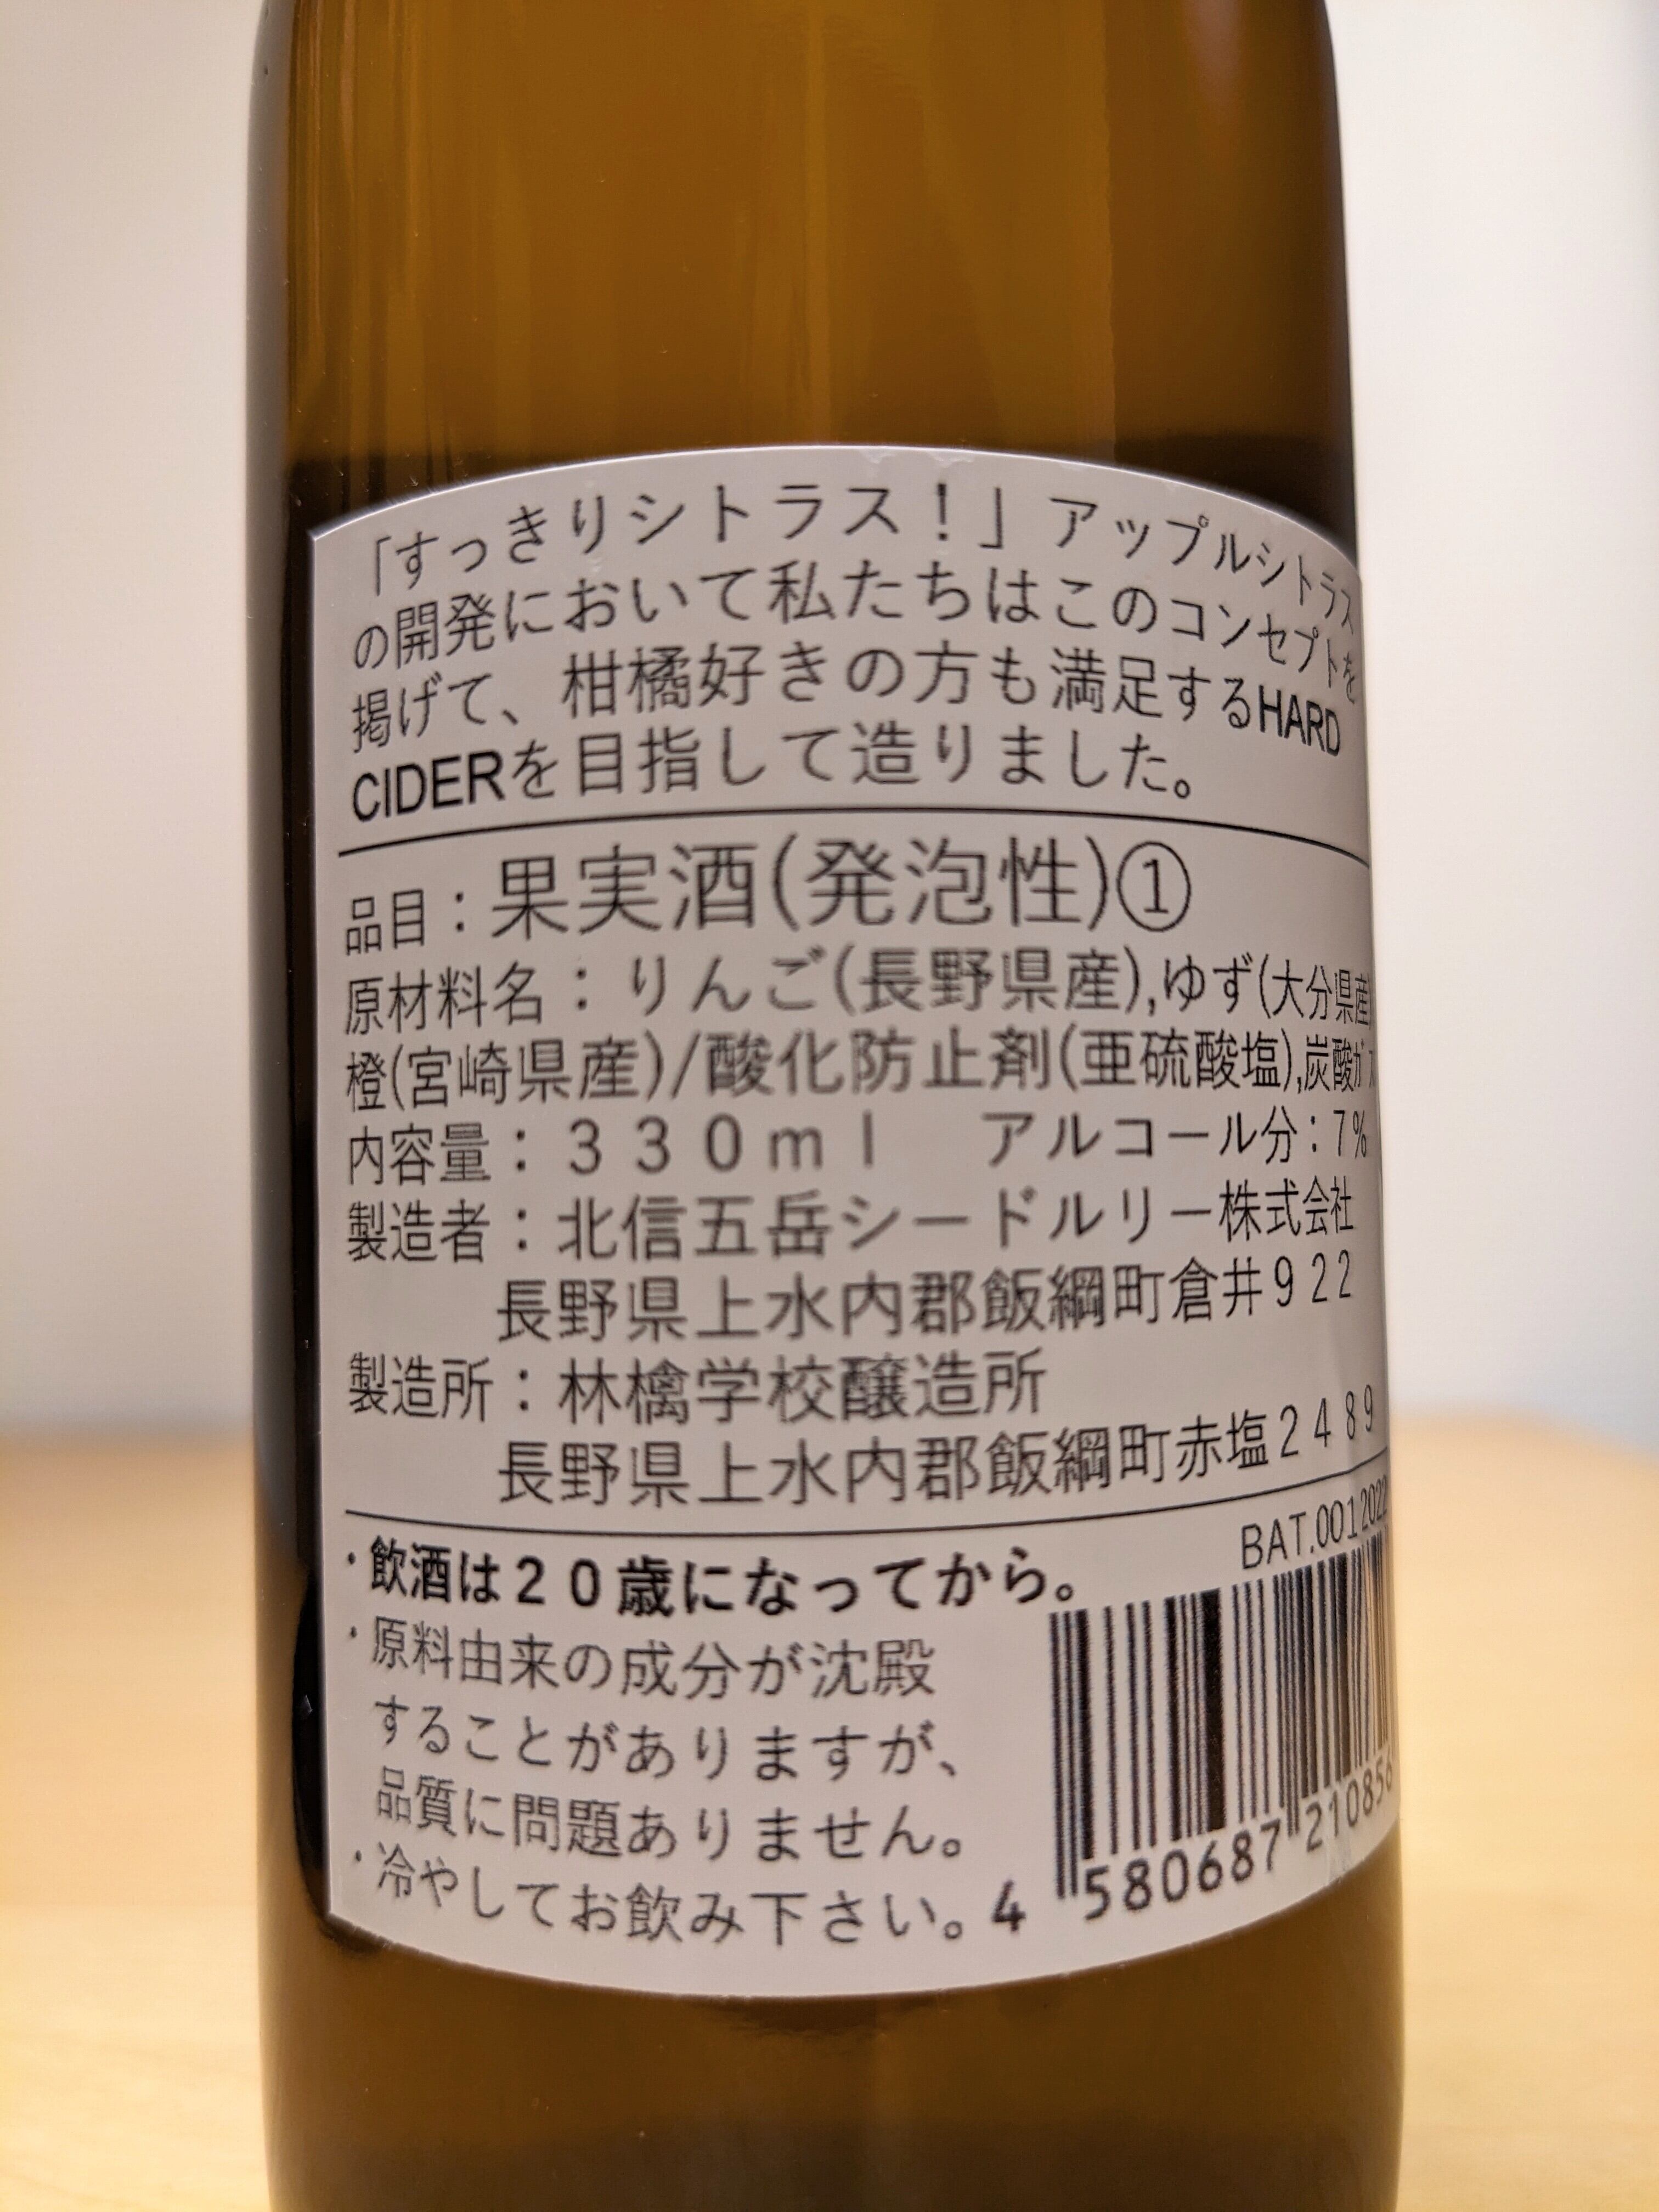 「すっきりシトラス！」アップルシトラス
の開発において私たちはこのコンセプトを
掲げて、柑橘好きの方も満足するHARD
CIDERを目指して造りました。
品目：果実酒(発泡性)①
原材料名：りんご(長野県産),ゆず(大分県産)
橙(宮崎県産)/酸化防止剤(亜硫酸塩),炭酸ガス
内容量：３３０ｍｌ　アルコール分：7%
製造者：北信五岳シードルリー株式会社
長野県上水内郡飯綱町倉井９２２
製造所：林檎学校醸造所
長野県上水内郡飯綱町赤塩２４８９
BAT.001 2022
・飲酒は２０歳になってから。
・原料由来の成分が沈殿
することがありますが、
品質に問題ありません。
・冷やしてお飲み下さい。
4 580687 210856